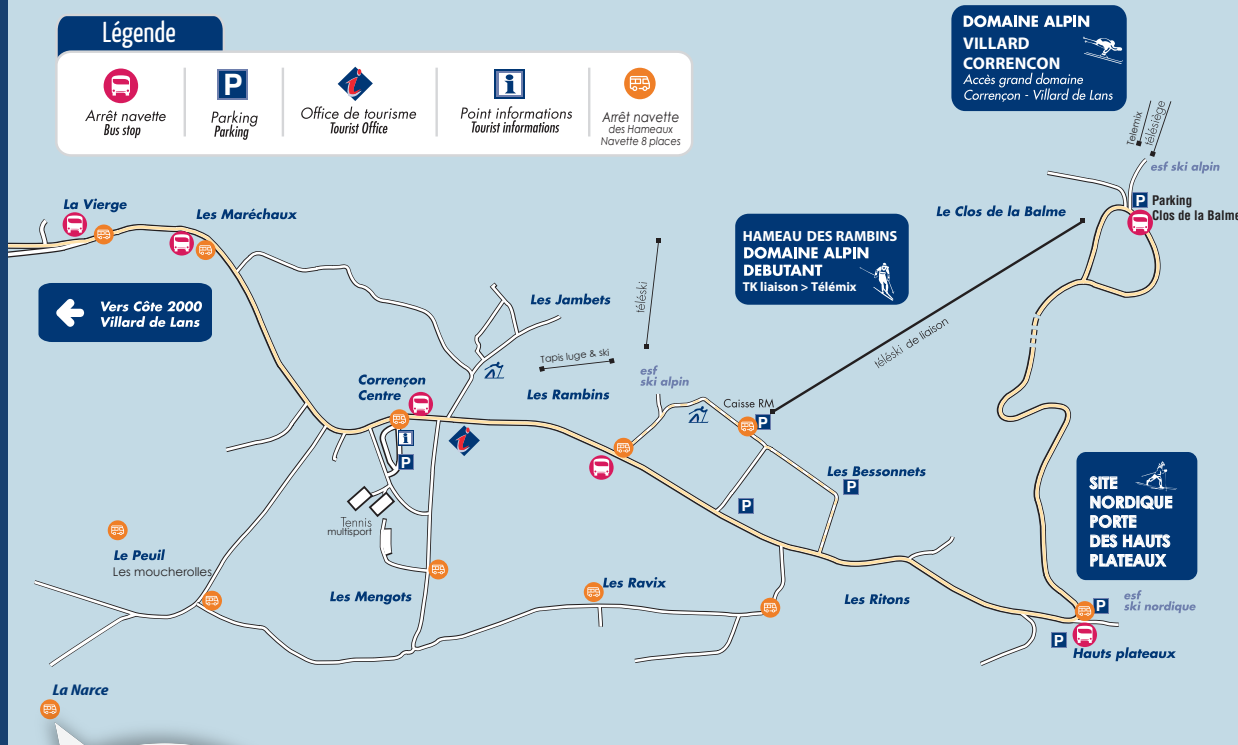 Légende
Arrêt navette
Bus stop
P
Parking
Parking
i
Office de tourisme
Tourist Office
i
Point informations
Tourist informations
Arrêt navette
des Hameaux
Navette 8 places
DOMAINE ALPIN
VILLARD
CORRENCON
Accès grand domaine
Corrençon - Villard de Lans
Telemix
télésiège
esf ski alpin
P
Parking
Clos de la Balme
Le Clos de la Balme
La Vierge
Les Maréchaux
HAMEAU DES RAMBINS
DOMAINE ALPIN
DEBUTANT
TK liaison > Télémix
Vers Côte 2000
Villard de Lans
Les Jambets
téléski
Tapis luge & ski
téléski de liaison
esf
ski alpin
Corrençon
Centre
Les Rambins
Caisse RM
P
i
i
P
Les Bessonnets
P
P
SITE
NORDIQUE
PORTE
DES HAUTS
PLATEAUX
Tennis
multisport
Le Peuil
Les moucherolles
Les Mengots
Les Ravix
Les Ritons
esf
ski nordique
P
P
Hauts plateaux
La Narce